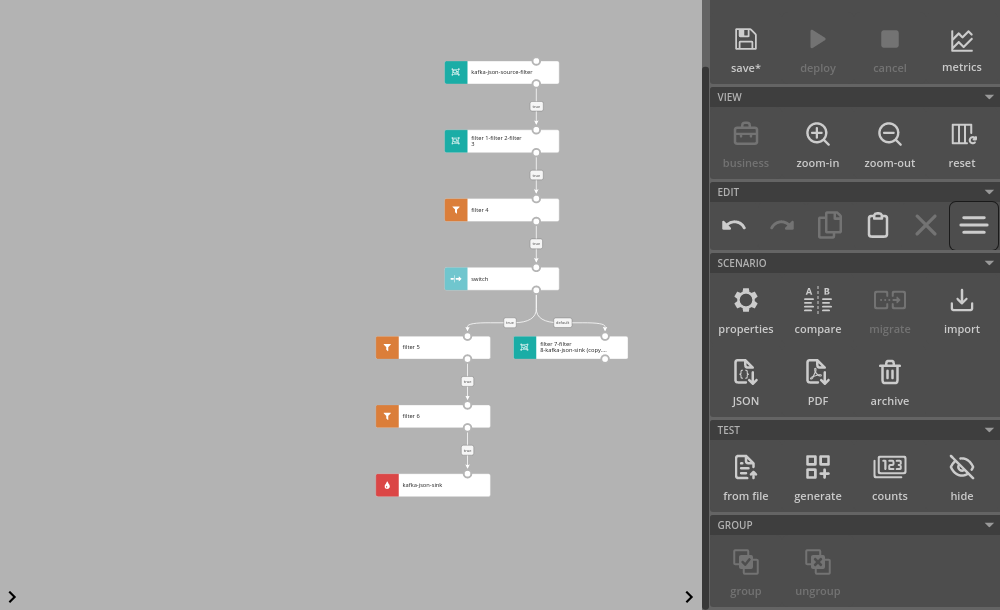 kafka-json-source-filter
true
filter 1-filter 2-filter
3
true
filter 4
true
switch
true
default
filter 5
filter 7-filter
8-kafka-json-sink (copy...
true
filter 6
true
kafka-json-sink
save*
deploy
cancel
metrics
VIEW
business
zoom-in
zoom-out
reset
EDIT
SCENARIO
properties
A B
compare
migrate
import
{}
JSON
PDF
archive
TEST
from file
generate
123
counts
hide
GROUP
group
ungroup